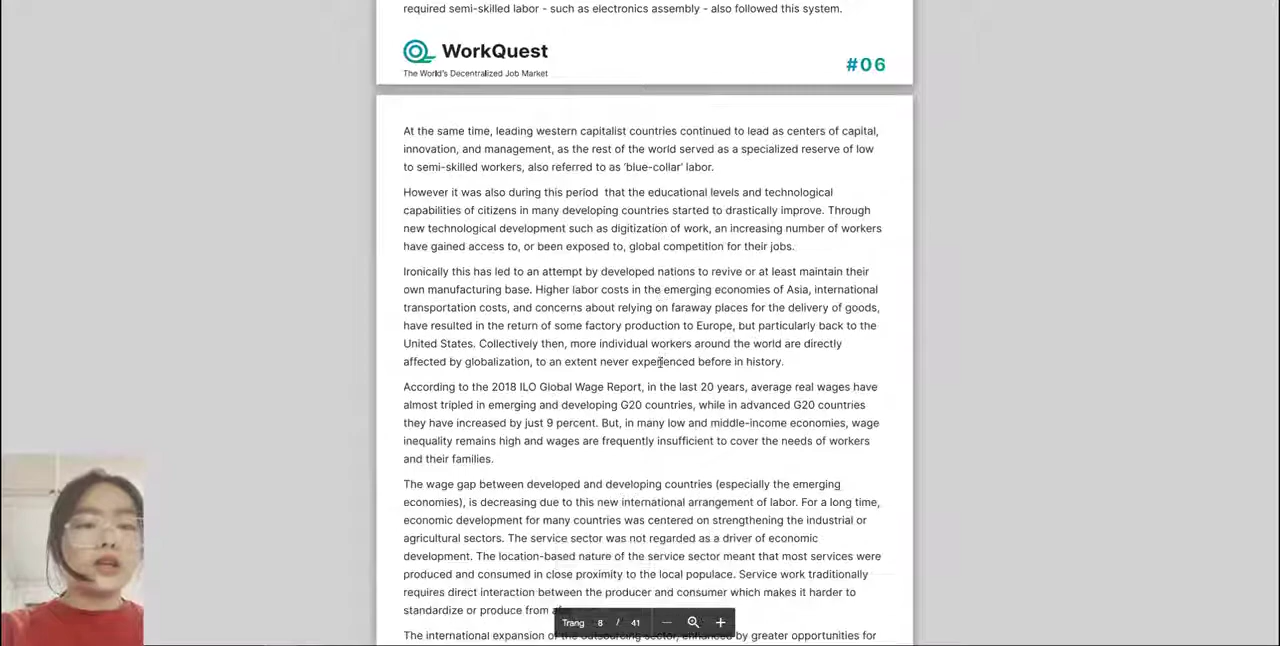 required semi-skilled labor - such as electronics assembly - also followed this system.
WorkQuest
The World's Decentralized Job Market
#06
At the same time, leading western capitalist countries continued to lead as centers of capital,
innovation, and management, as the rest of the world served as a specialized reserve of low
to semi-skilled workers, also referred to as 'blue-collar' labor.
However it was also during this period that the educational levels and technological
capabilities of citizens in many developing countries started to drastically improve. Through
new technological development such as digitization of work, an increasing number of workers
have gained access to, or been exposed to, global competition for their jobs.
Ironically this has led to an attempt by developed nations to revive or at least maintain their
own manufacturing base. Higher labor costs in the emerging economies of Asia, international
transportation costs, and concerns about relying on faraway places for the delivery of goods,
have resulted in the return of some factory production to Europe, but particularly back to the
United States. Collectively then, more individual workers around the world are directly
affected by globalization, to an extent never experienced before in history.
According to the 2018 ILO Global Wage Report, in the last 20 years, average real wages have
almost tripled in emerging and developing G20 countries, while in advanced G20 countries
they have increased by just 9 percent. But, in many low and middle-income economies, wage
inequality remains high and wages are frequently insufficient to cover the needs of workers
and their families.
The wage gap between developed and developing countries (especially the emerging
economies), is decreasing due to this new international arrangement of labor. For a long time,
economic development for many countries was centered on strengthening the industrial or
agricultural sectors. The service sector was not regarded as a driver of economic
development. The location-based nature of the service sector meant that most services were
produced and consumed in close proximity to the local populace. Service work traditionally
requires direct interaction between the producer and consumer which makes it harder to
standardize or produce from
Trang 8 / 41
The international expansion of the outsourcing sector, enhanced by greater opportunities for